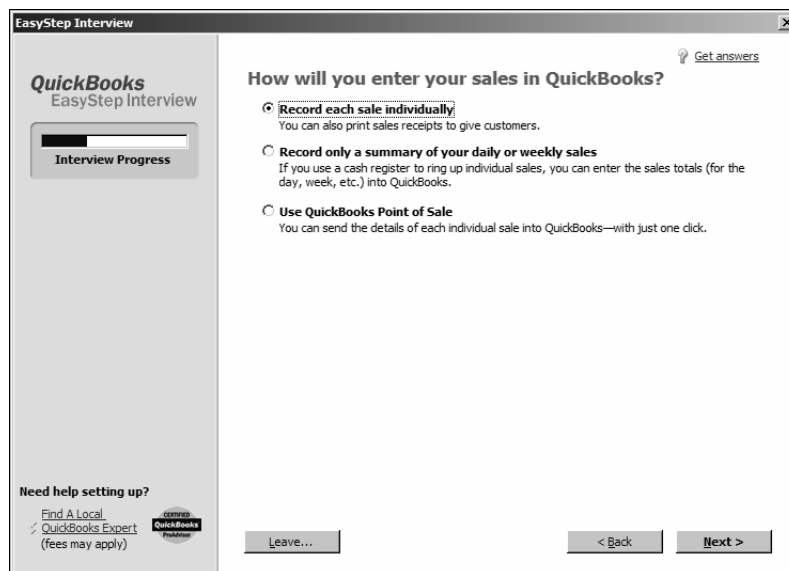 EasyStep Interview
Get answers
QuickBooks
EasyStep Interview
Interview Progress
How will you enter your sales in QuickBooks?
Record each sale individually
You can also print sales receipts to give customers.
Record only a summary of your daily or weekly sales
If you use a cash register to ring up individual sales, you can enter the sales totals (for the
day, week, etc.) into QuickBooks.
Use QuickBooks Point of Sale
You can send the details of each individual sale into QuickBooks—with just one click.
Need help setting up?
Find A Local
QuickBooks Expert
(fees may apply)
CERTIFIED
QuickBooks
ProAdvisor
Leave...
< Back
Next >